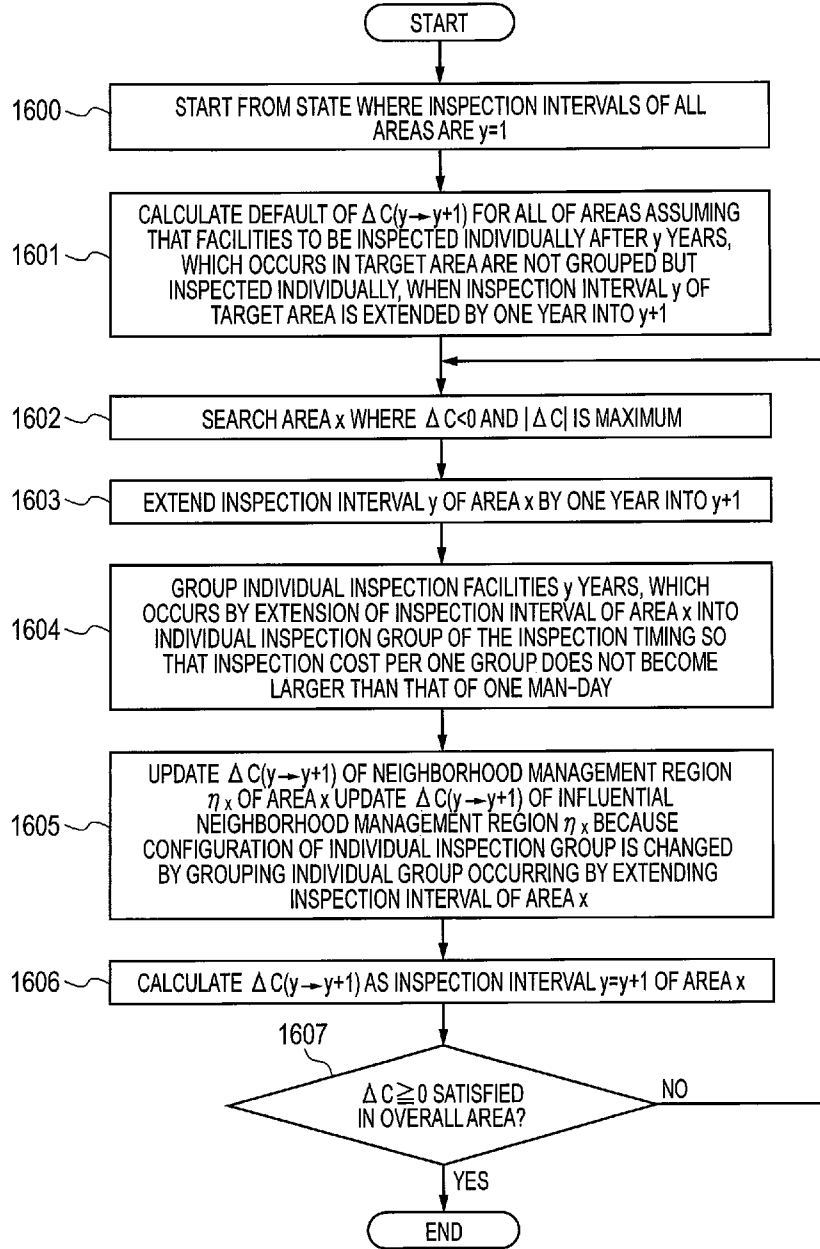 START
1600
START FROM STATE WHERE INSPECTION INTERVALS OF ALL
AREAS ARE y=1
1601
CALCULATE DEFAULT OF ΔC(y→y+1) FOR ALL OF AREAS ASSUMING
THAT FACILITIES TO BE INSPECTED INDIVIDUALLY AFTER y YEARS,
WHICH OCCURS IN TARGET AREA ARE NOT GROUPED BUT
INSPECTED INDIVIDUALLY, WHEN INSPECTION INTERVAL y OF
TARGET AREA IS EXTENDED BY ONE YEAR INTO y+1
1602
SEARCH AREA x WHERE ΔC<0 AND |ΔC| IS MAXIMUM
1603
EXTEND INSPECTION INTERVAL y OF AREA x BY ONE YEAR INTO y+1
1604
GROUP INDIVIDUAL INSPECTION FACILITIES y YEARS, WHICH
OCCURS BY EXTENSION OF INSPECTION INTERVAL OF AREA x INTO
INDIVIDUAL INSPECTION GROUP OF THE INSPECTION TIMING SO
THAT INSPECTION COST PER ONE GROUP DOES NOT BECOME
LARGER THAN THAT OF ONE MAN-DAY
1605
UPDATE ΔC(y→y+1) OF NEIGHBORHOOD MANAGEMENT REGION
ηx OF AREA x UPDATE ΔC(y→y+1) OF INFLUENTIAL
NEIGHBORHOOD MANAGEMENT REGION ηx BECAUSE
CONFIGURATION OF INDIVIDUAL INSPECTION GROUP IS CHANGED
BY GROUPING INDIVIDUAL GROUP OCCURRING BY EXTENDING
INSPECTION INTERVAL OF AREA x
1606
CALCULATE ΔC(y→y+1) AS INSPECTION INTERVAL y=y+1 OF AREA x
1607
ΔC≧0 SATISFIED
IN OVERALL AREA?
NO
YES
END